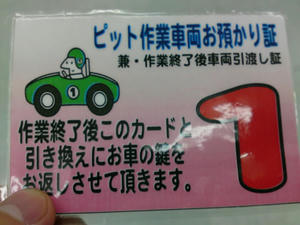 ピット作業車両お預かり証
兼・作業終了後車両引渡し証
1
作業終了後このカードと
引き換えにお車の鍵を
お返しさせて頂きます。
1